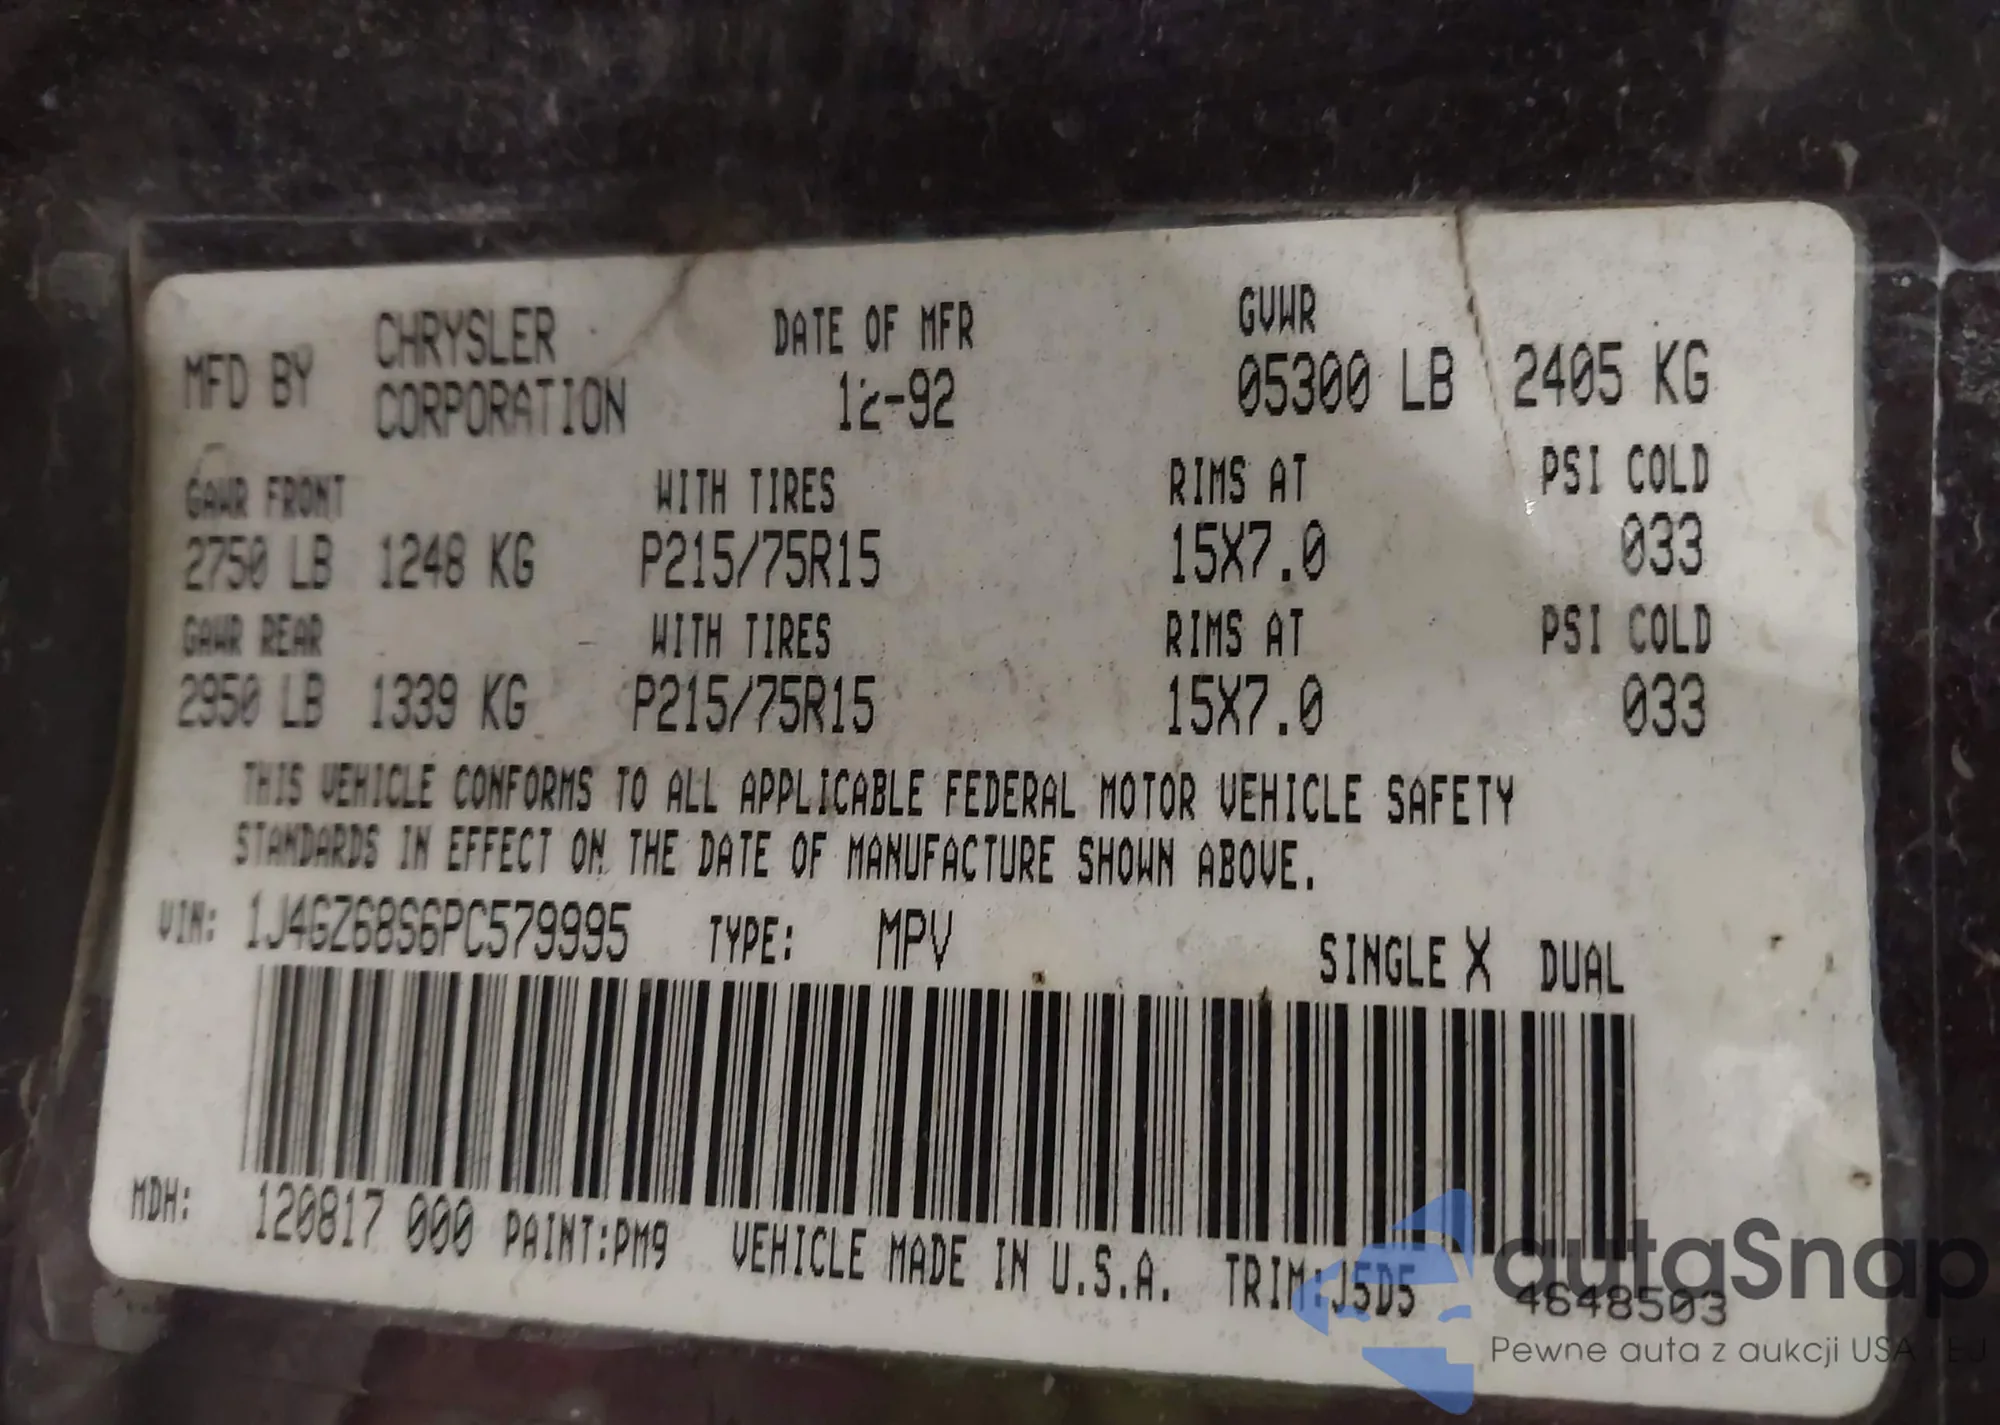 MFD BY CHRYSLER CORPORATION DATE OF MFR 12-92 GVWR 05300 LB 2405 KG
GAWR FRONT WITH TIRES RIMS AT PSI COLD
2750 LB 1248 KG P215/75R15 15X7.0 033
GAWR REAR WITH TIRES RIMS AT PSI COLD
2950 LB 1339 KG P215/75R15 15X7.0 033
THIS VEHICLE CONFORMS TO ALL APPLICABLE FEDERAL MOTOR VEHICLE SAFETY
STANDARDS IN EFFECT ON THE DATE OF MANUFACTURE SHOWN ABOVE.
VIN: 1J4GZ68S6PC579995 TYPE: MPV SINGLE X DUAL
MDH: 120817 000 PAINT:PM9 VEHICLE MADE IN U.S.A. TRIM:J5D5 4648503
autaSnap
Pewne auta z aukcji USA i EU